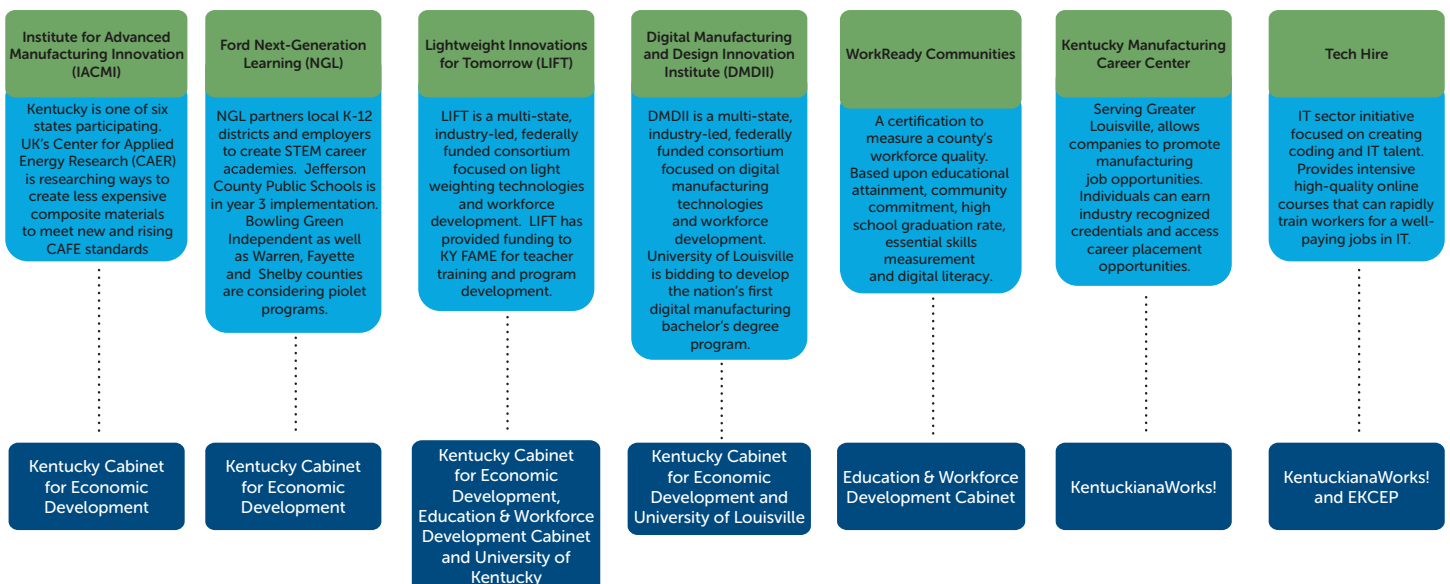 Institute for Advanced
Manufacturing Innovation
(IACMI)
Kentucky is one of six
states participating.
UK's Center for Applied
Energy Research (CAER)
is researching ways to
create less expensive
composite materials
to meet new and rising
CAFE standards
Kentucky Cabinet
for Economic
Development
Ford Next-Generation
Learning (NGL)
NGL partners local K-12
districts and employers
to create STEM career
academies.  Jefferson
County Public Schools is
in year 3 implementation.
Bowling Green
Independent as well
as Warren, Fayette
and  Shelby counties
are considering piolet
programs.
Kentucky Cabinet
for Economic
Development
Lightweight Innovations
for Tomorrow (LIFT)
LIFT is a multi-state,
industry-led, federally
funded consortium
focused on light
weighting technologies
and workforce
development.  LIFT has
provided funding to
KY FAME for teacher
training and program
development.
Kentucky Cabinet
for Economic
Development,
Education & Workforce
Development Cabinet
and University of
Kentucky
Digital Manufacturing
and Design Innovation
Institute (DMDII)
DMDII is a multi-state,
industry-led, federally
funded consortium
focused on digital
manufacturing
technologies
and workforce
development.
University of Louisville
is bidding to develop
the nation's first
digital manufacturing
bachelor's degree
program.
Kentucky Cabinet
for Economic
Development and
University of Louisville
WorkReady Communities
A certification to
measure a county's
workforce quality.
Based upon educational
attainment, community
commitment, high
school graduation rate,
essential skills
measurement
and digital literacy.
Education & Workforce
Development Cabinet
Kentucky Manufacturing
Career Center
Serving Greater
Louisville, allows
companies to promote
manufacturing
job opportunities.
Individuals can earn
industry recognized
credentials and access
career placement
opportunities.
KentuckianaWorks!
Tech Hire
IT sector initiative
focused on creating
coding and IT talent.
Provides intensive
high-quality online
courses that can rapidly
train workers for a well-
paying jobs in IT.
KentuckianaWorks!
and EKCEP